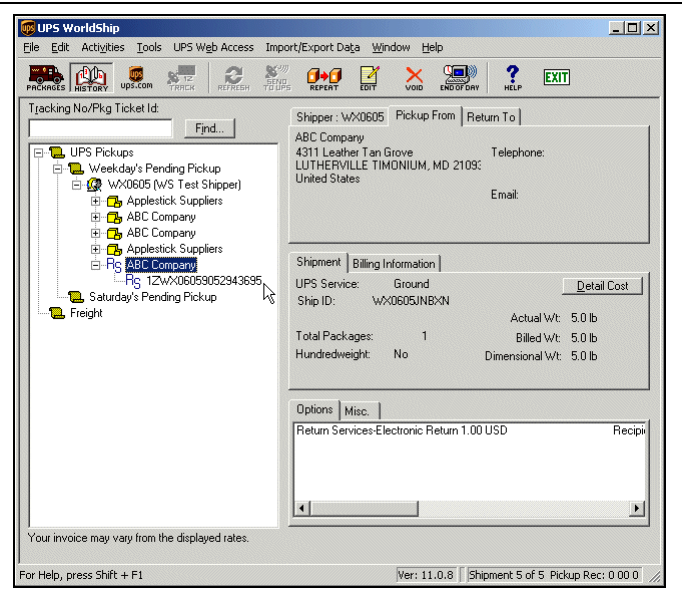 UPS WorldShip
File Edit Activities Tools UPS Web Access Import/Export Data Window Help
PACKAGES HISTORY ups.com TRACK REFRESH SEND TO UPS REPEAT EDIT VOID END OF DAY HELP EXIT
Tracking No/Pkg Ticket Id:
Find...
UPS Pickups
Weekday's Pending Pickup
WX0605 (WS Test Shipper)
Applestick Suppliers
ABC Company
ABC Company
Applestick Suppliers
RS ABC Company
RS 1ZWX06059052943695
Saturday's Pending Pickup
Freight
Your invoice may vary from the displayed rates.
Shipper: WX0605 Pickup From Return To
ABC Company
4311 Leather Tan Grove Telephone:
LUTHERVILLE TIMONIUM, MD 21093
United States
Email:
Shipment Billing Information
UPS Service: Ground Detail Cost
Ship ID: WX0605JNBXN
Actual Wt: 5.0 lb
Total Packages: 1 Billed Wt: 5.0 lb
Hundredweight: No Dimensional Wt: 5.0 lb
Options Misc.
Return Services-Electronic Return 1.00 USD Recipi
For Help, press Shift + F1 Ver: 11.0.8 Shipment 5 of 5 Pickup Rec: 0 00 0